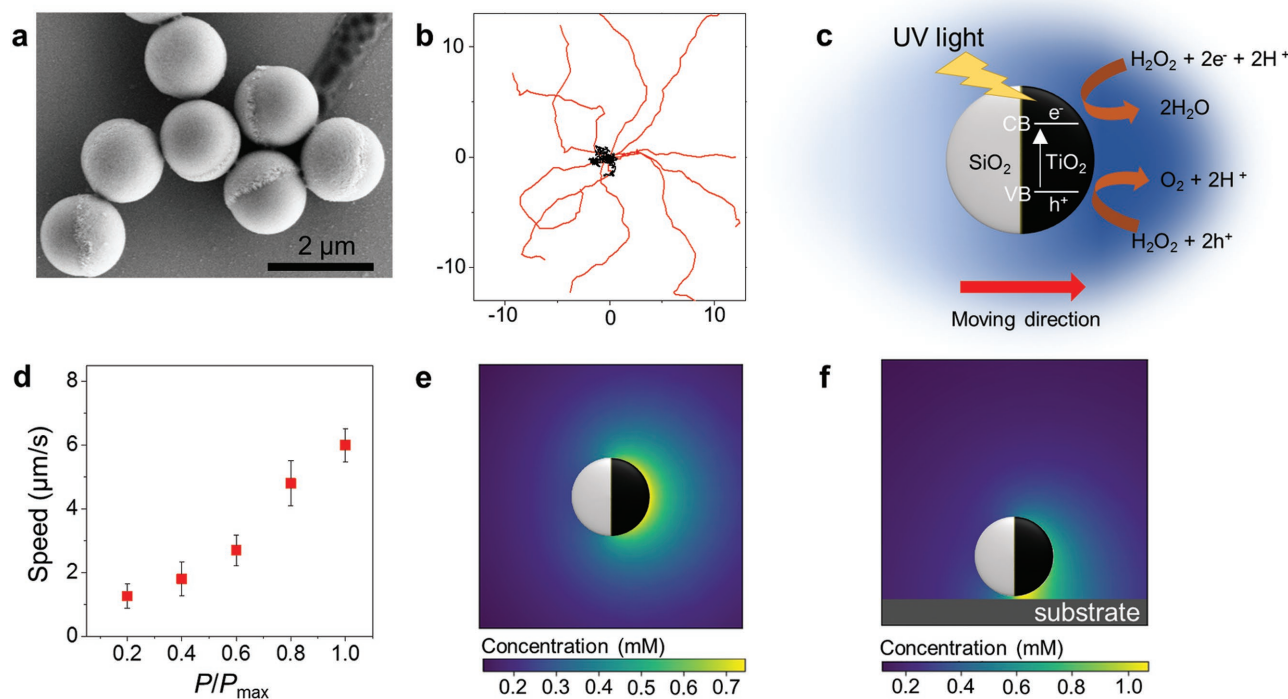 a
2 μm
b
10
0
-10
-10
0
10
c
UV light
H₂O₂ + 2e⁻ + 2H⁺
2H₂O
CB
e⁻
SiO₂
TiO₂
VB
h⁺
O₂ + 2H⁺
H₂O₂ + 2h⁺
Moving direction
d
8
6
4
2
0
Speed (μm/s)
0.2
0.4
0.6
0.8
1.0
P/Pmax
e
Concentration (mM)
0.2
0.3
0.4
0.5
0.6
0.7
f
substrate
Concentration (mM)
0.2
0.4
0.6
0.8
1.0